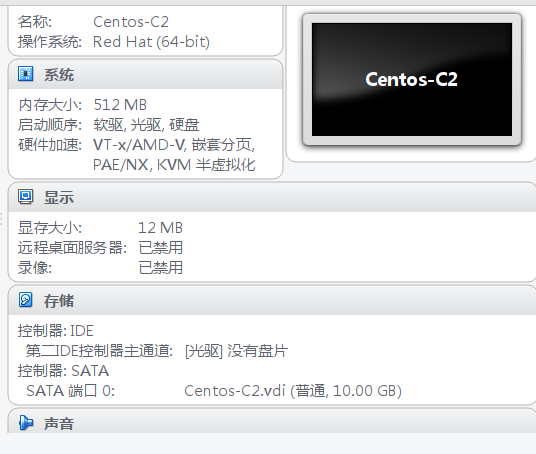 名称: Centos-C2
操作系统: Red Hat (64-bit)
Centos-C2
系统
内存大小: 512 MB
启动顺序: 软驱, 光驱, 硬盘
硬件加速: VT-x/AMD-V, 嵌套分页,
PAE/NX, KVM 半虚拟化
显示
显存大小: 12 MB
远程桌面服务器: 已禁用
录像: 已禁用
存储
控制器: IDE
第二IDE控制器主通道: [光驱] 没有盘片
控制器: SATA
SATA 端口 0: Centos-C2.vdi (普通, 10.00 GB)
声音